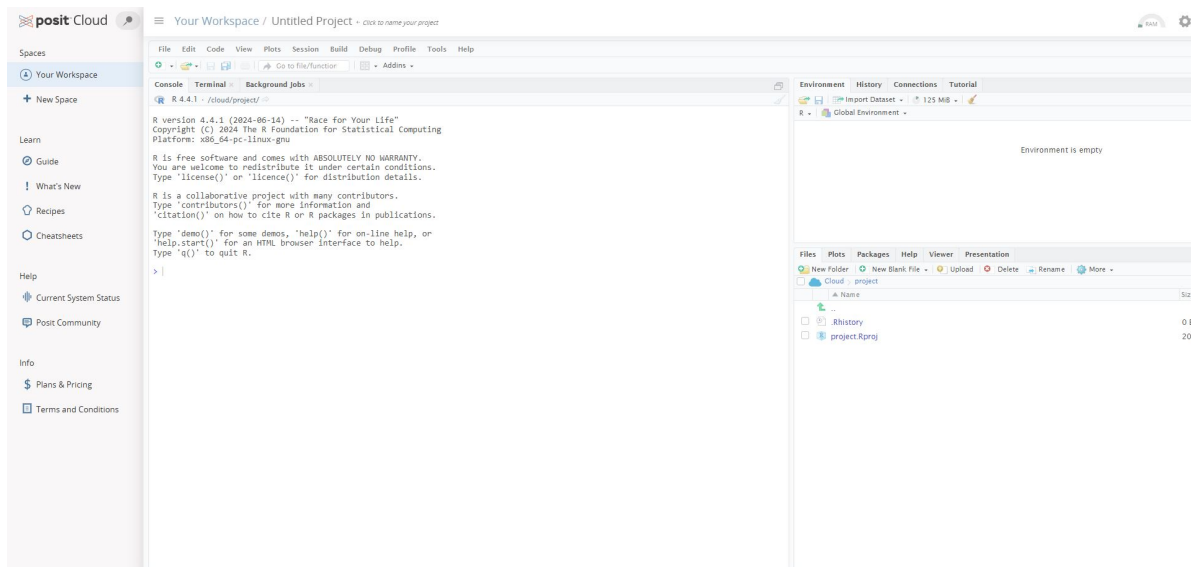 posit Cloud
Spaces
Your Workspace
New Space
Learn
Guide
What's New
Recipes
Cheatsheets
Help
Current System Status
Posit Community
Info
Plans & Pricing
Terms and Conditions
Your Workspace / Untitled Project • Click to name your project
RAM
File Edit Code View Plots Session Build Debug Profile Tools Help
Go to file/function Addins
Console Terminal Background Jobs
R 4.4.1 · /cloud/project/
R version 4.4.1 (2024-06-14) -- "Race for Your Life"
Copyright (C) 2024 The R Foundation for Statistical Computing
Platform: x86_64-pc-linux-gnu
R is free software and comes with ABSOLUTELY NO WARRANTY.
You are welcome to redistribute it under certain conditions.
Type 'license()' or 'licence()' for distribution details.
R is a collaborative project with many contributors.
Type 'contributors()' for more information and
'citation()' on how to cite R or R packages in publications.
Type 'demo()' for some demos, 'help()' for on-line help, or
'help.start()' for an HTML browser interface to help.
Type 'q()' to quit R.
>
Environment History Connections Tutorial
Import Dataset 125 MiB
R Global Environment
Environment is empty
Files Plots Packages Help Viewer Presentation
New Folder New Blank File Upload Delete Rename More
Cloud project
Name Siz
..
.Rhistory 0 B
project.Rproj 20